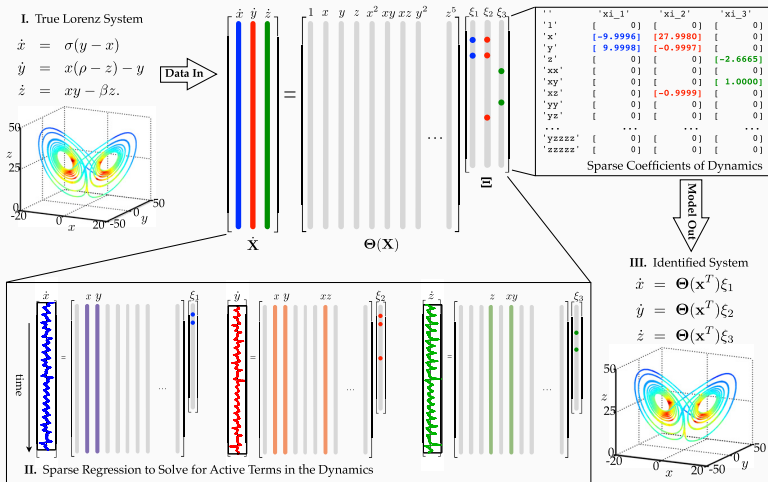 I. True Lorenz System
ẋ = σ(y − x)
ẏ = x(ρ − z) − y
ż = xy − βz.
50
25
0
z
-20
0
20
x
-50
0
50
y
Data In
ẋ ẏ ż
Ẋ
=
1 x y z x² xy xz y² z⁵
...
Θ(X)
ξ₁ ξ₂ ξ₃
Ξ
'' 'xi_1' 'xi_2' 'xi_3'
'1' [ 0] [ 0] [ 0]
'x' [-9.9996] [27.9980] [ 0]
'y' [ 9.9998] [-0.9997] [ 0]
'z' [ 0] [ 0] [-2.6665]
'xx' [ 0] [ 0] [ 0]
'xy' [ 0] [ 0] [ 1.0000]
'xz' [ 0] [-0.9999] [ 0]
'yy' [ 0] [ 0] [ 0]
'yz' [ 0] [ 0] [ 0]
... ... ... ...
'yzzzz' [ 0] [ 0] [ 0]
'zzzzz' [ 0] [ 0] [ 0]
Sparse Coefficients of Dynamics
Model Out
III. Identified System
ẋ = Θ(xᵀ)ξ₁
ẏ = Θ(xᵀ)ξ₂
ż = Θ(xᵀ)ξ₃
50
25
0
z
-20
0
20
x
-50
0
50
y
time
ẋ = x y ... ξ₁
ẏ = x y xz ... ξ₂
ż = z xy ... ξ₃
II. Sparse Regression to Solve for Active Terms in the Dynamics